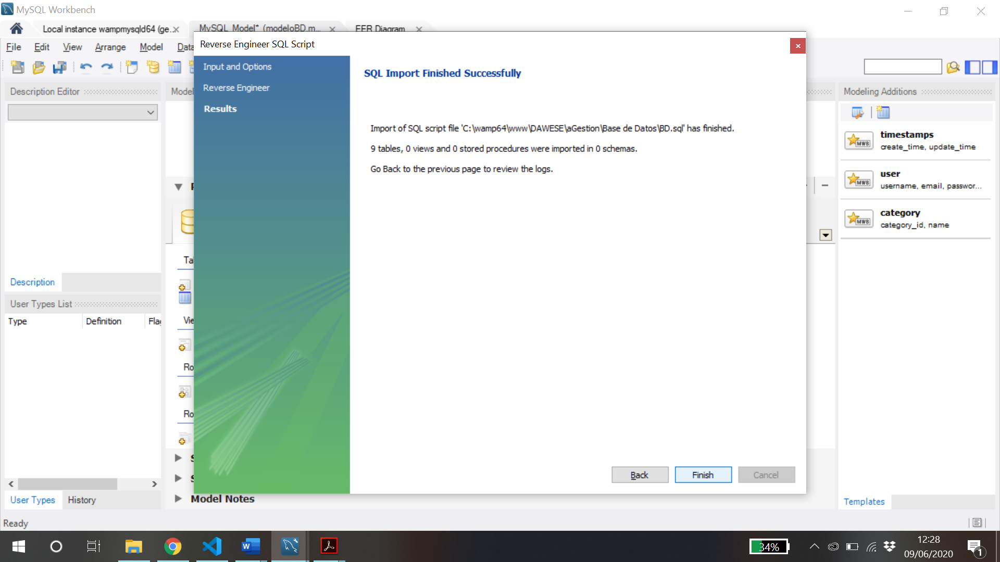 MySQL Workbench
Local instance wampmysqld64 (ge...
MySQL Model* (modeloBD.m...
EER Diagram
File Edit View Arrange Model Data
Reverse Engineer SQL Script
Input and Options
Reverse Engineer
Results
SQL Import Finished Successfully
Import of SQL script file 'C:\wamp64\www\DAWESE\aGestion\Base de Datos\BD.sql' has finished.
9 tables, 0 views and 0 stored procedures were imported in 0 schemas.
Go Back to the previous page to review the logs.
Back Finish Cancel
Description Editor
Description
User Types List
Type Definition Flag
User Types History
Ready
Model
Ta
Vie
Ro
Ro
Model Notes
Modeling Additions
timestamps
create_time, update_time
MWB
user
username, email, passwor...
MWB
category
category_id, name
MWB
Templates
34%
12:28
09/06/2020
1